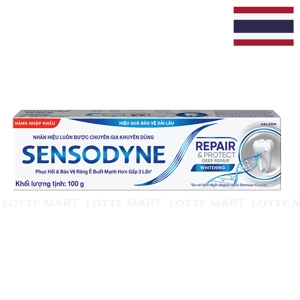 HÀNG NHẬP KHẨU
HIỆU QUẢ BẢO VỆ DÀI LÂU
HALEON
NHÃN HIỆU LUÔN ĐƯỢC CHUYÊN GIA KHUYÊN DÙNG
SENSODYNE
REPAIR
& PROTECT
DEEP REPAIR
WHITENING
Phục Hồi & Bảo Vệ Răng Ê Buốt Mạnh Hơn Gấp 3 Lần*
Khối lượng tịnh: 100 g
LOTTE MART LOTTE MART LOTTE MART